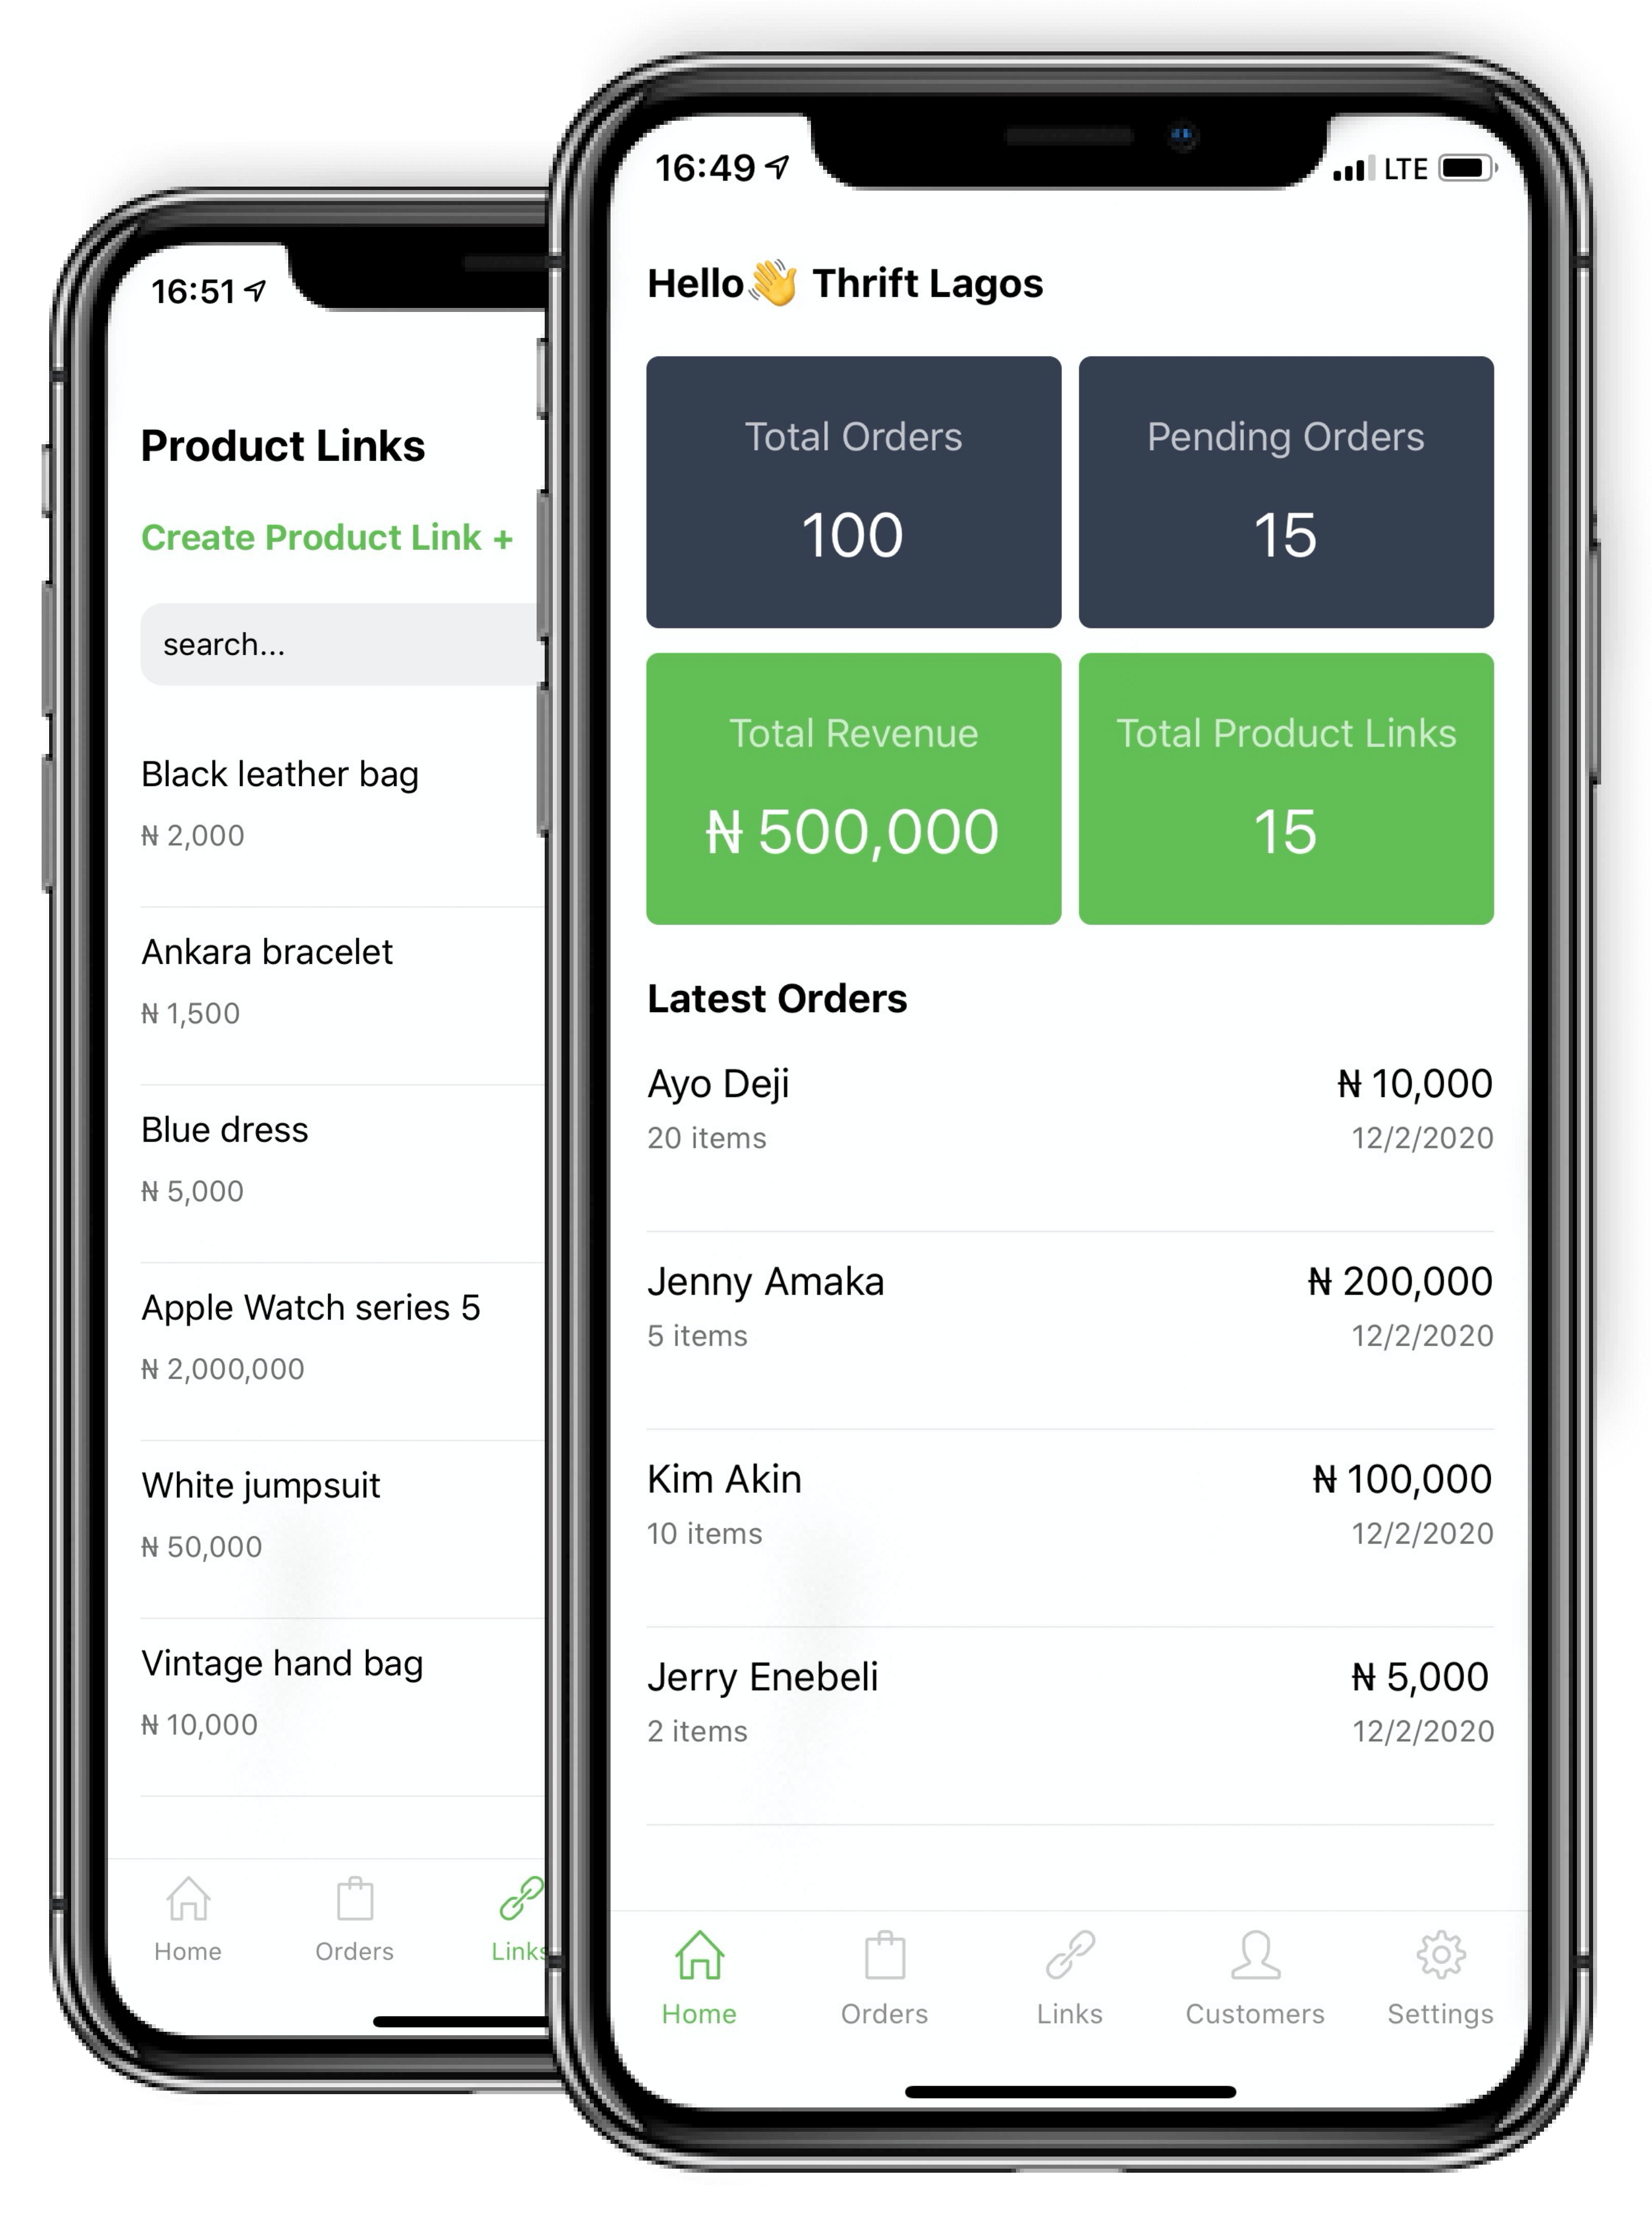 16:51
Product Links
Create Product Link +
search...
Black leather bag
₦ 2,000
Ankara bracelet
₦ 1,500
Blue dress
₦ 5,000
Apple Watch series 5
₦ 2,000,000
White jumpsuit
₦ 50,000
Vintage hand bag
₦ 10,000
Home Orders Links
16:49 LTE
Hello👋 Thrift Lagos
Total Orders Pending Orders
100 15
Total Revenue Total Product Links
₦ 500,000 15
Latest Orders
Ayo Deji ₦ 10,000
20 items 12/2/2020
Jenny Amaka ₦ 200,000
5 items 12/2/2020
Kim Akin ₦ 100,000
10 items 12/2/2020
Jerry Enebeli ₦ 5,000
2 items 12/2/2020
Home Orders Links Customers Settings